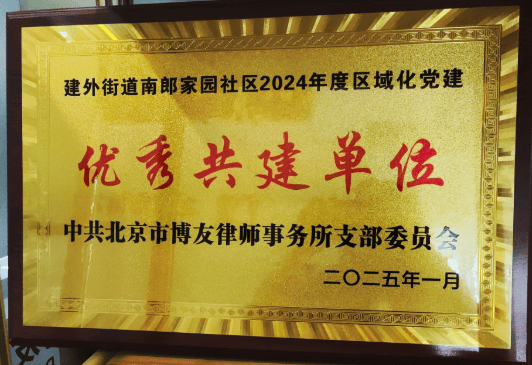 建外街道南郎家园社区2024年度区域化党建
优秀共建单位
中共北京市博友律师事务所支部委员会
二〇二五年一月